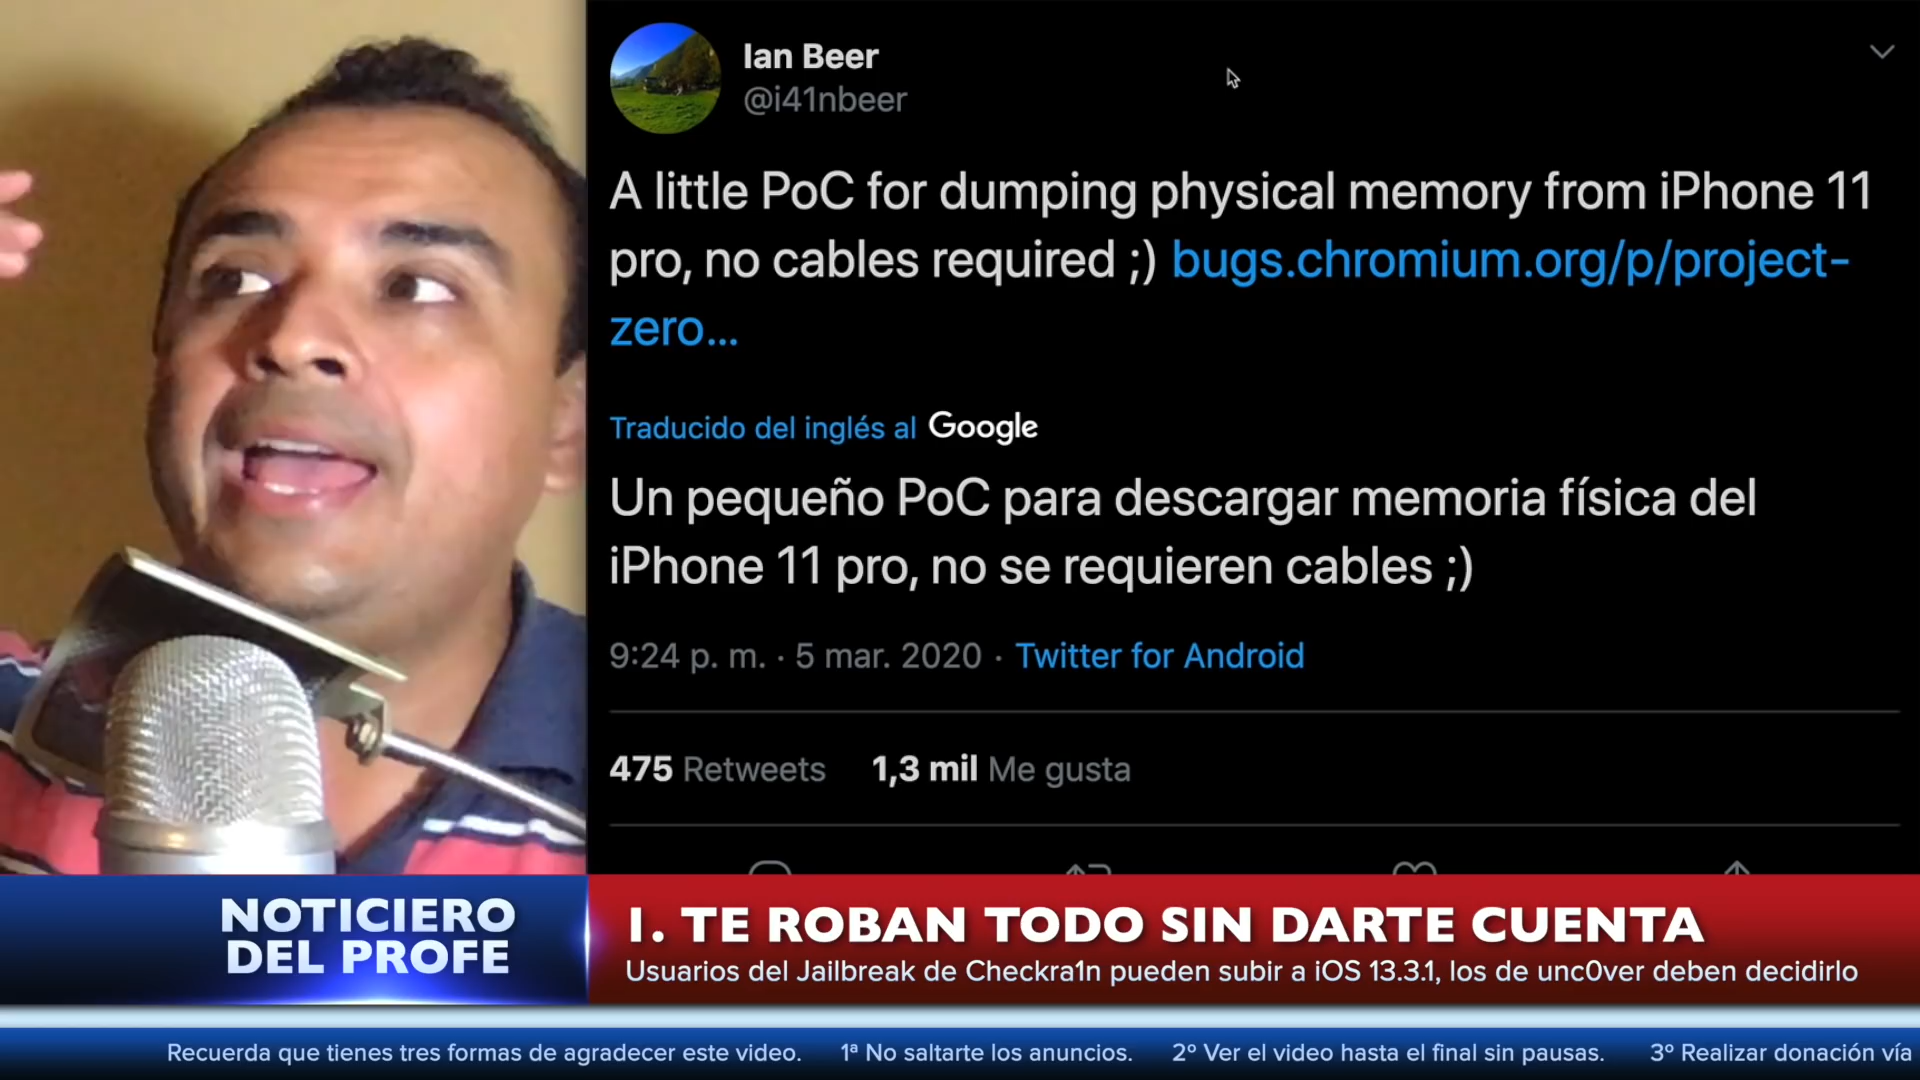 Ian Beer
@i41nbeer
A little PoC for dumping physical memory from iPhone 11
pro, no cables required ;) bugs.chromium.org/p/project-
zero...
Traducido del inglés al Google
Un pequeño PoC para descargar memoria física del
iPhone 11 pro, no se requieren cables ;)
9:24 p. m. · 5 mar. 2020 · Twitter for Android
475 Retweets 1,3 mil Me gusta
NOTICIERO
DEL PROFE
1. TE ROBAN TODO SIN DARTE CUENTA
Usuarios del Jailbreak de Checkra1n pueden subir a iOS 13.3.1, los de unc0ver deben decidirlo
Recuerda que tienes tres formas de agradecer este video. 1ª No saltarte los anuncios. 2º Ver el video hasta el final sin pausas. 3º Realizar donación vía